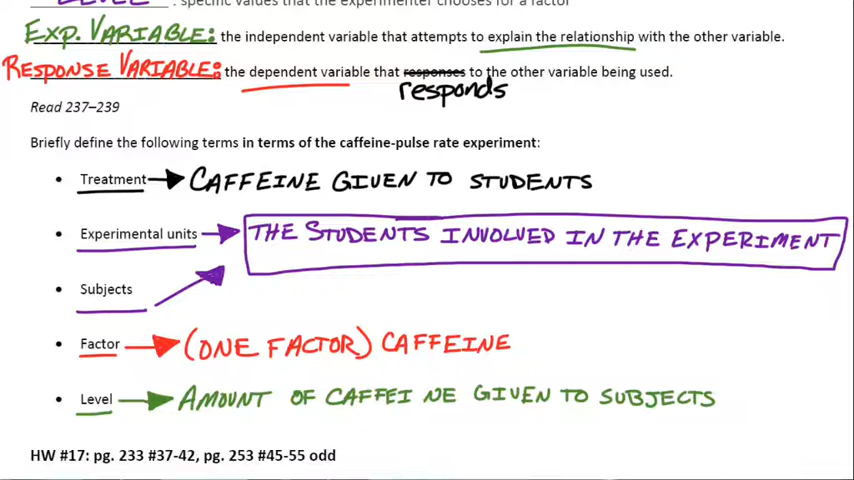 LEVEL: specific values that the experimenter chooses for a factor
EXP. VARIABLE: the independent variable that attempts to explain the relationship with the other variable.
RESPONSE VARIABLE: the dependent variable that responses to the other variable being used.
responds
Read 237–239
Briefly define the following terms in terms of the caffeine-pulse rate experiment:
• Treatment → CAFFEINE GIVEN TO STUDENTS
• Experimental units → THE STUDENTS INVOLVED IN THE EXPERIMENT
• Subjects
• Factor → (ONE FACTOR) CAFFEINE
• Level → AMOUNT OF CAFFEINE GIVEN TO SUBJECTS
HW #17: pg. 233 #37-42, pg. 253 #45-55 odd